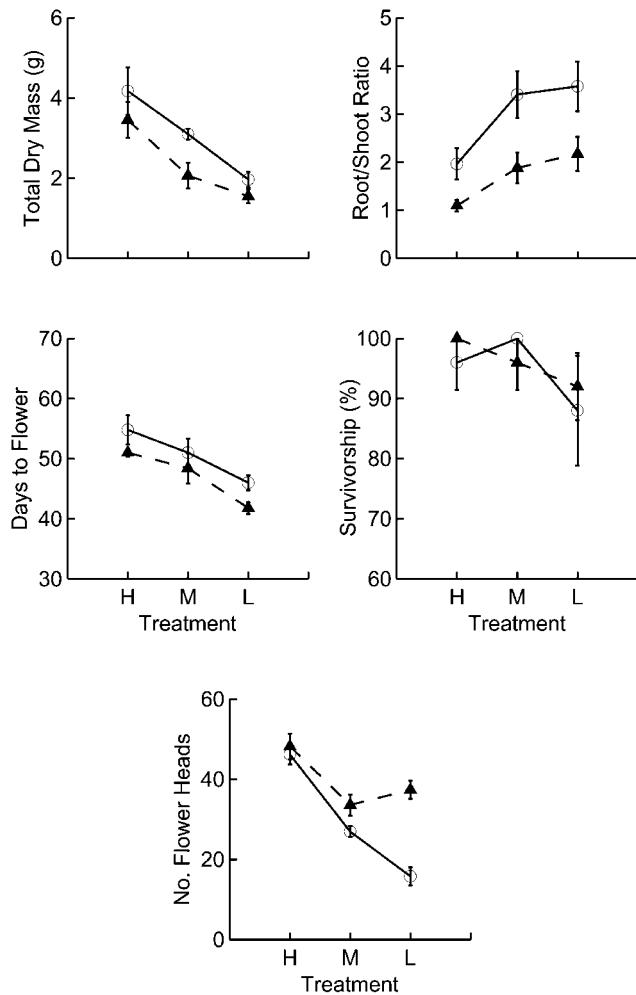 Total Dry Mass (g)
6
4
2
0
Root/Shoot Ratio
5
4
3
2
1
0
Days to Flower
70
60
50
40
30
H M L
Treatment
Survivorship (%)
100
90
80
70
60
H M L
Treatment
No. Flower Heads
60
40
20
0
H M L
Treatment